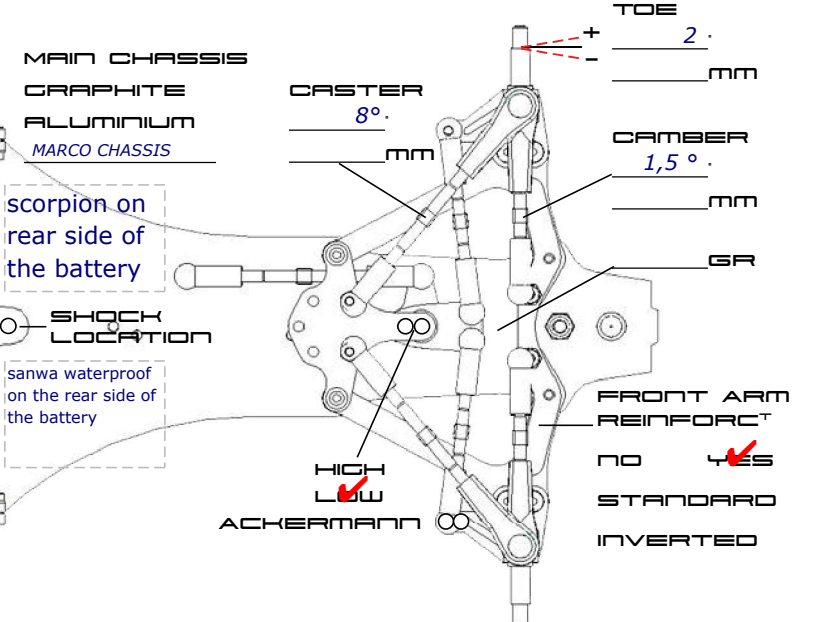 TOE
+
2 °
-
mm
MAIN CHASSIS
GRAPHITE
ALUMINIUM
MARCO CHASSIS
CASTER
8°
mm
CAMBER
1,5 °
mm
scorpion on
rear side of
the battery
GR
SHOCK
LOCATION
sanwa waterproof
on the rear side of
the battery
FRONT ARM
REINFORCT
NO YES
STANDARD
INVERTED
HIGH
LOW
ACKERMANN